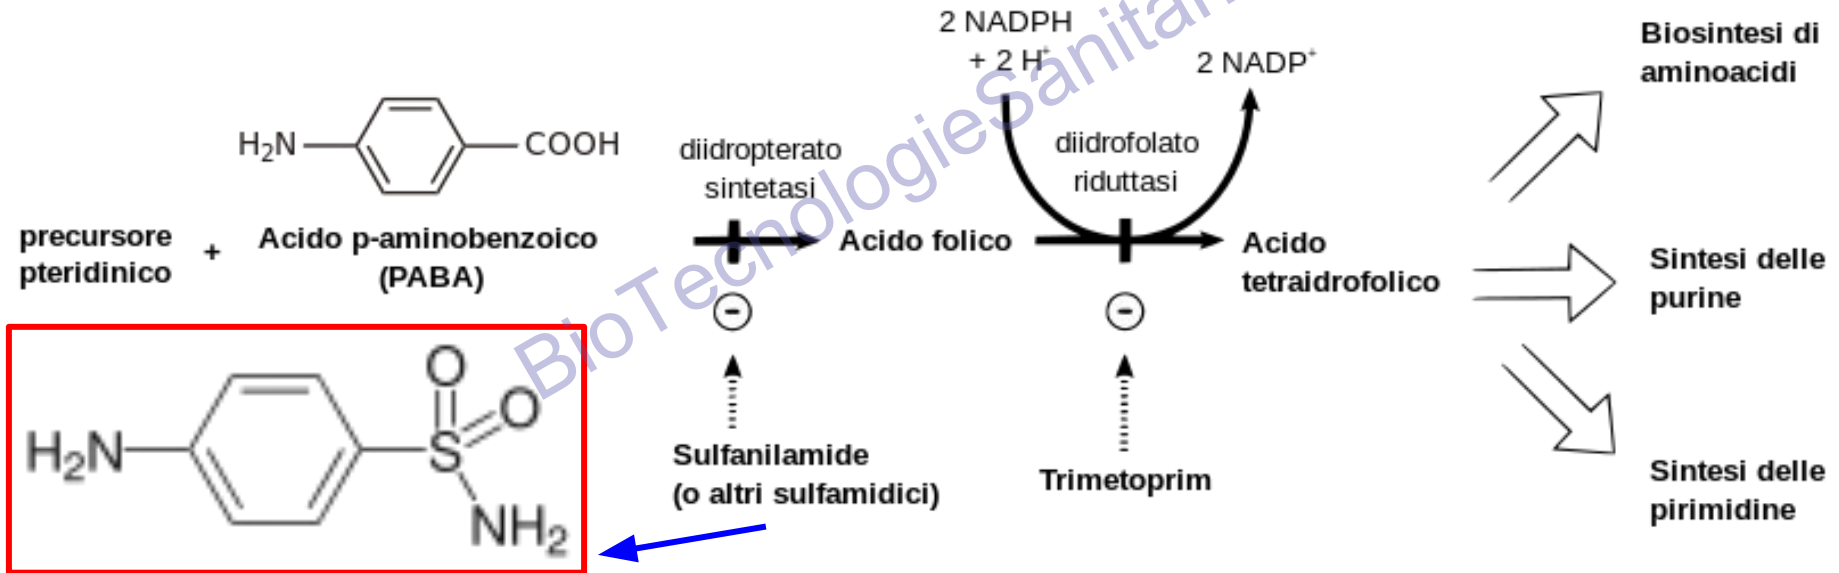 2 NADPH
+ 2 H+
2 NADP+
Biosintesi di
aminoacidi
H2N
COOH
diidropterato
sintetasi
diidrofolato
riduttasi
precursore
pteridinico
+
Acido p-aminobenzoico
(PABA)
Acido folico
Acido
tetraidrofolico
Sintesi delle
purine
-
-
O
O
H2N
S
NH2
Sulfanilamide
(o altri sulfamidici)
Trimetoprim
Sintesi delle
pirimidine
BioTecnologieSanitari